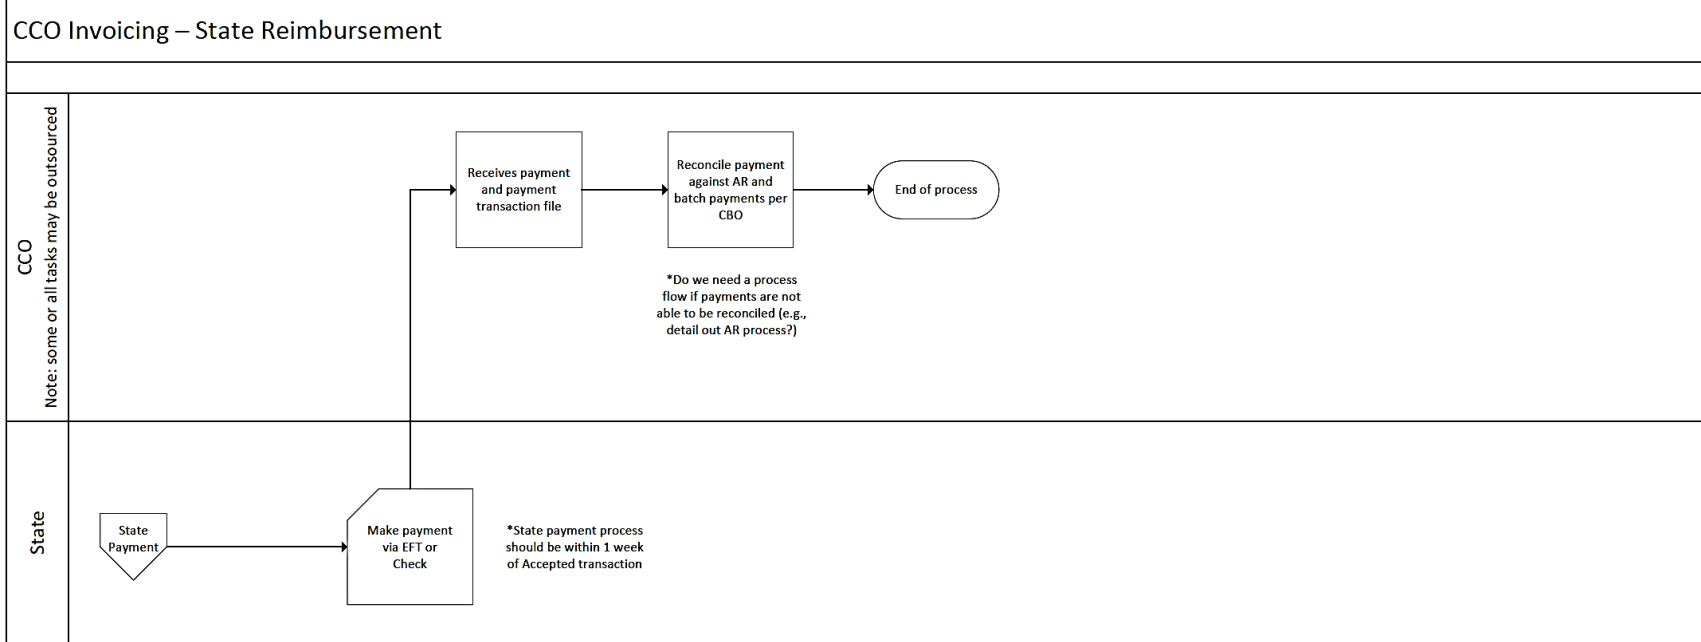 CCO Invoicing – State Reimbursement
CCO
Note: some or all tasks may be outsourced
Receives payment
and payment
transaction file
Reconcile payment
against AR and
batch payments per
CBO
End of process
*Do we need a process
flow if payments are not
able to be reconciled (e.g.,
detail out AR process?)
State
State
Payment
Make payment
via EFT or
Check
*State payment process
should be within 1 week
of Accepted transaction